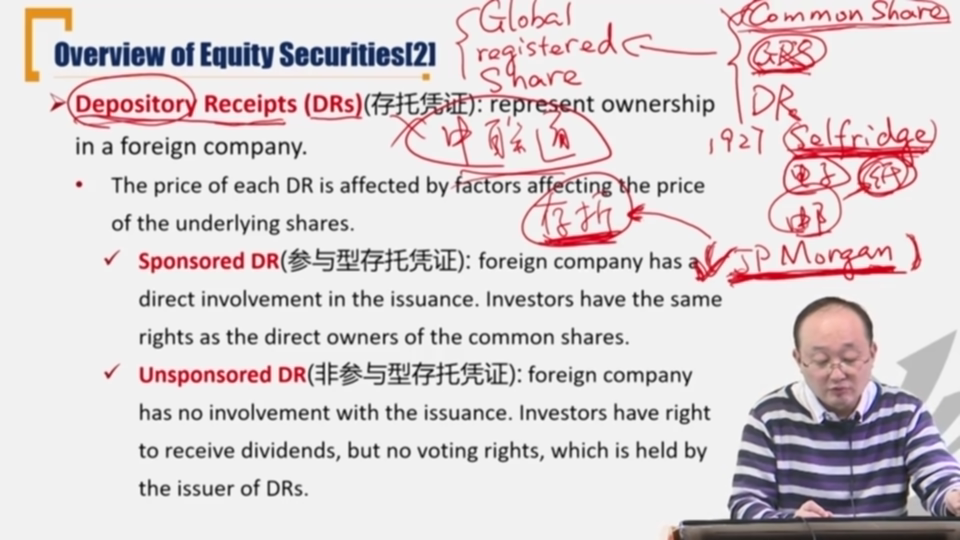 Overview of Equity Securities[2]
Global
registered
Share
Common Share
GRS
DRs
Depository Receipts (DRs)(存托凭证): represent ownership
in a foreign company.
申联通
1927 (Selfridge)
电子
邮
The price of each DR is affected by factors affecting the price
of the underlying shares.
存折
(JP Morgan)
Sponsored DR(参与型存托凭证): foreign company has a
direct involvement in the issuance. Investors have the same
rights as the direct owners of the common shares.
Unsponsored DR(非参与型存托凭证): foreign company
has no involvement with the issuance. Investors have right
to receive dividends, but no voting rights, which is held by
the issuer of DRs.